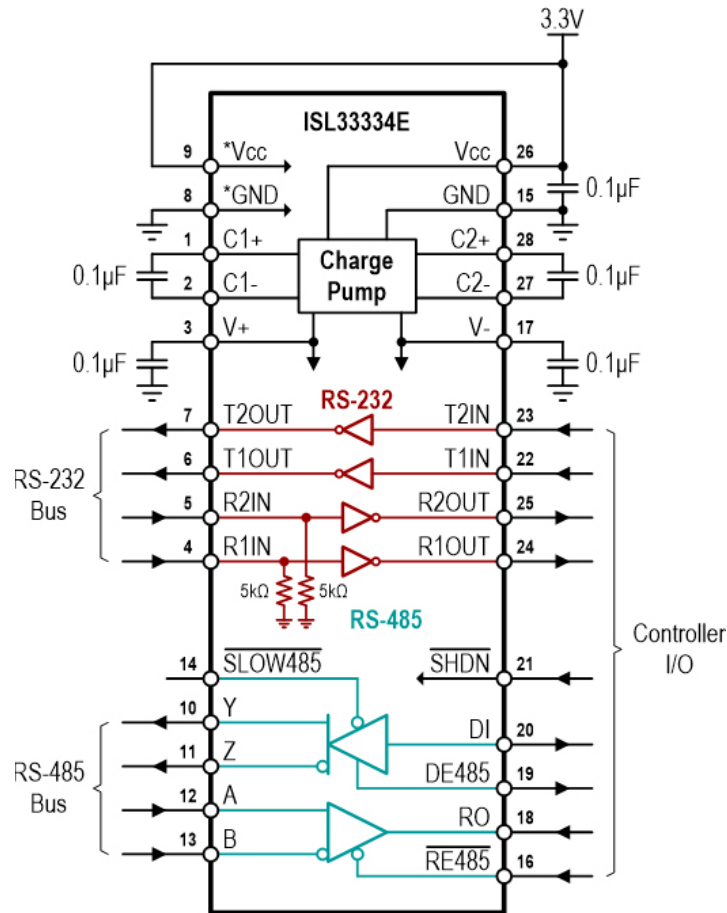 3.3V
ISL33334E
9 *Vcc Vcc 26
0.1µF
8 *GND GND 15
1 C1+ C2+ 28
0.1µF Charge Pump 0.1µF
2 C1- C2- 27
3 V+ V- 17
0.1µF 0.1µF
RS-232
7 T2OUT T2IN 23
6 T1OUT T1IN 22
RS-232
Bus
5 R2IN R2OUT 25
4 R1IN R1OUT 24
5kΩ 5kΩ
RS-485
Controller
I/O
14 SLOW485 SHDN 21
10 Y DI 20
11 Z DE485 19
RS-485
Bus
12 A RO 18
13 B RE485 16